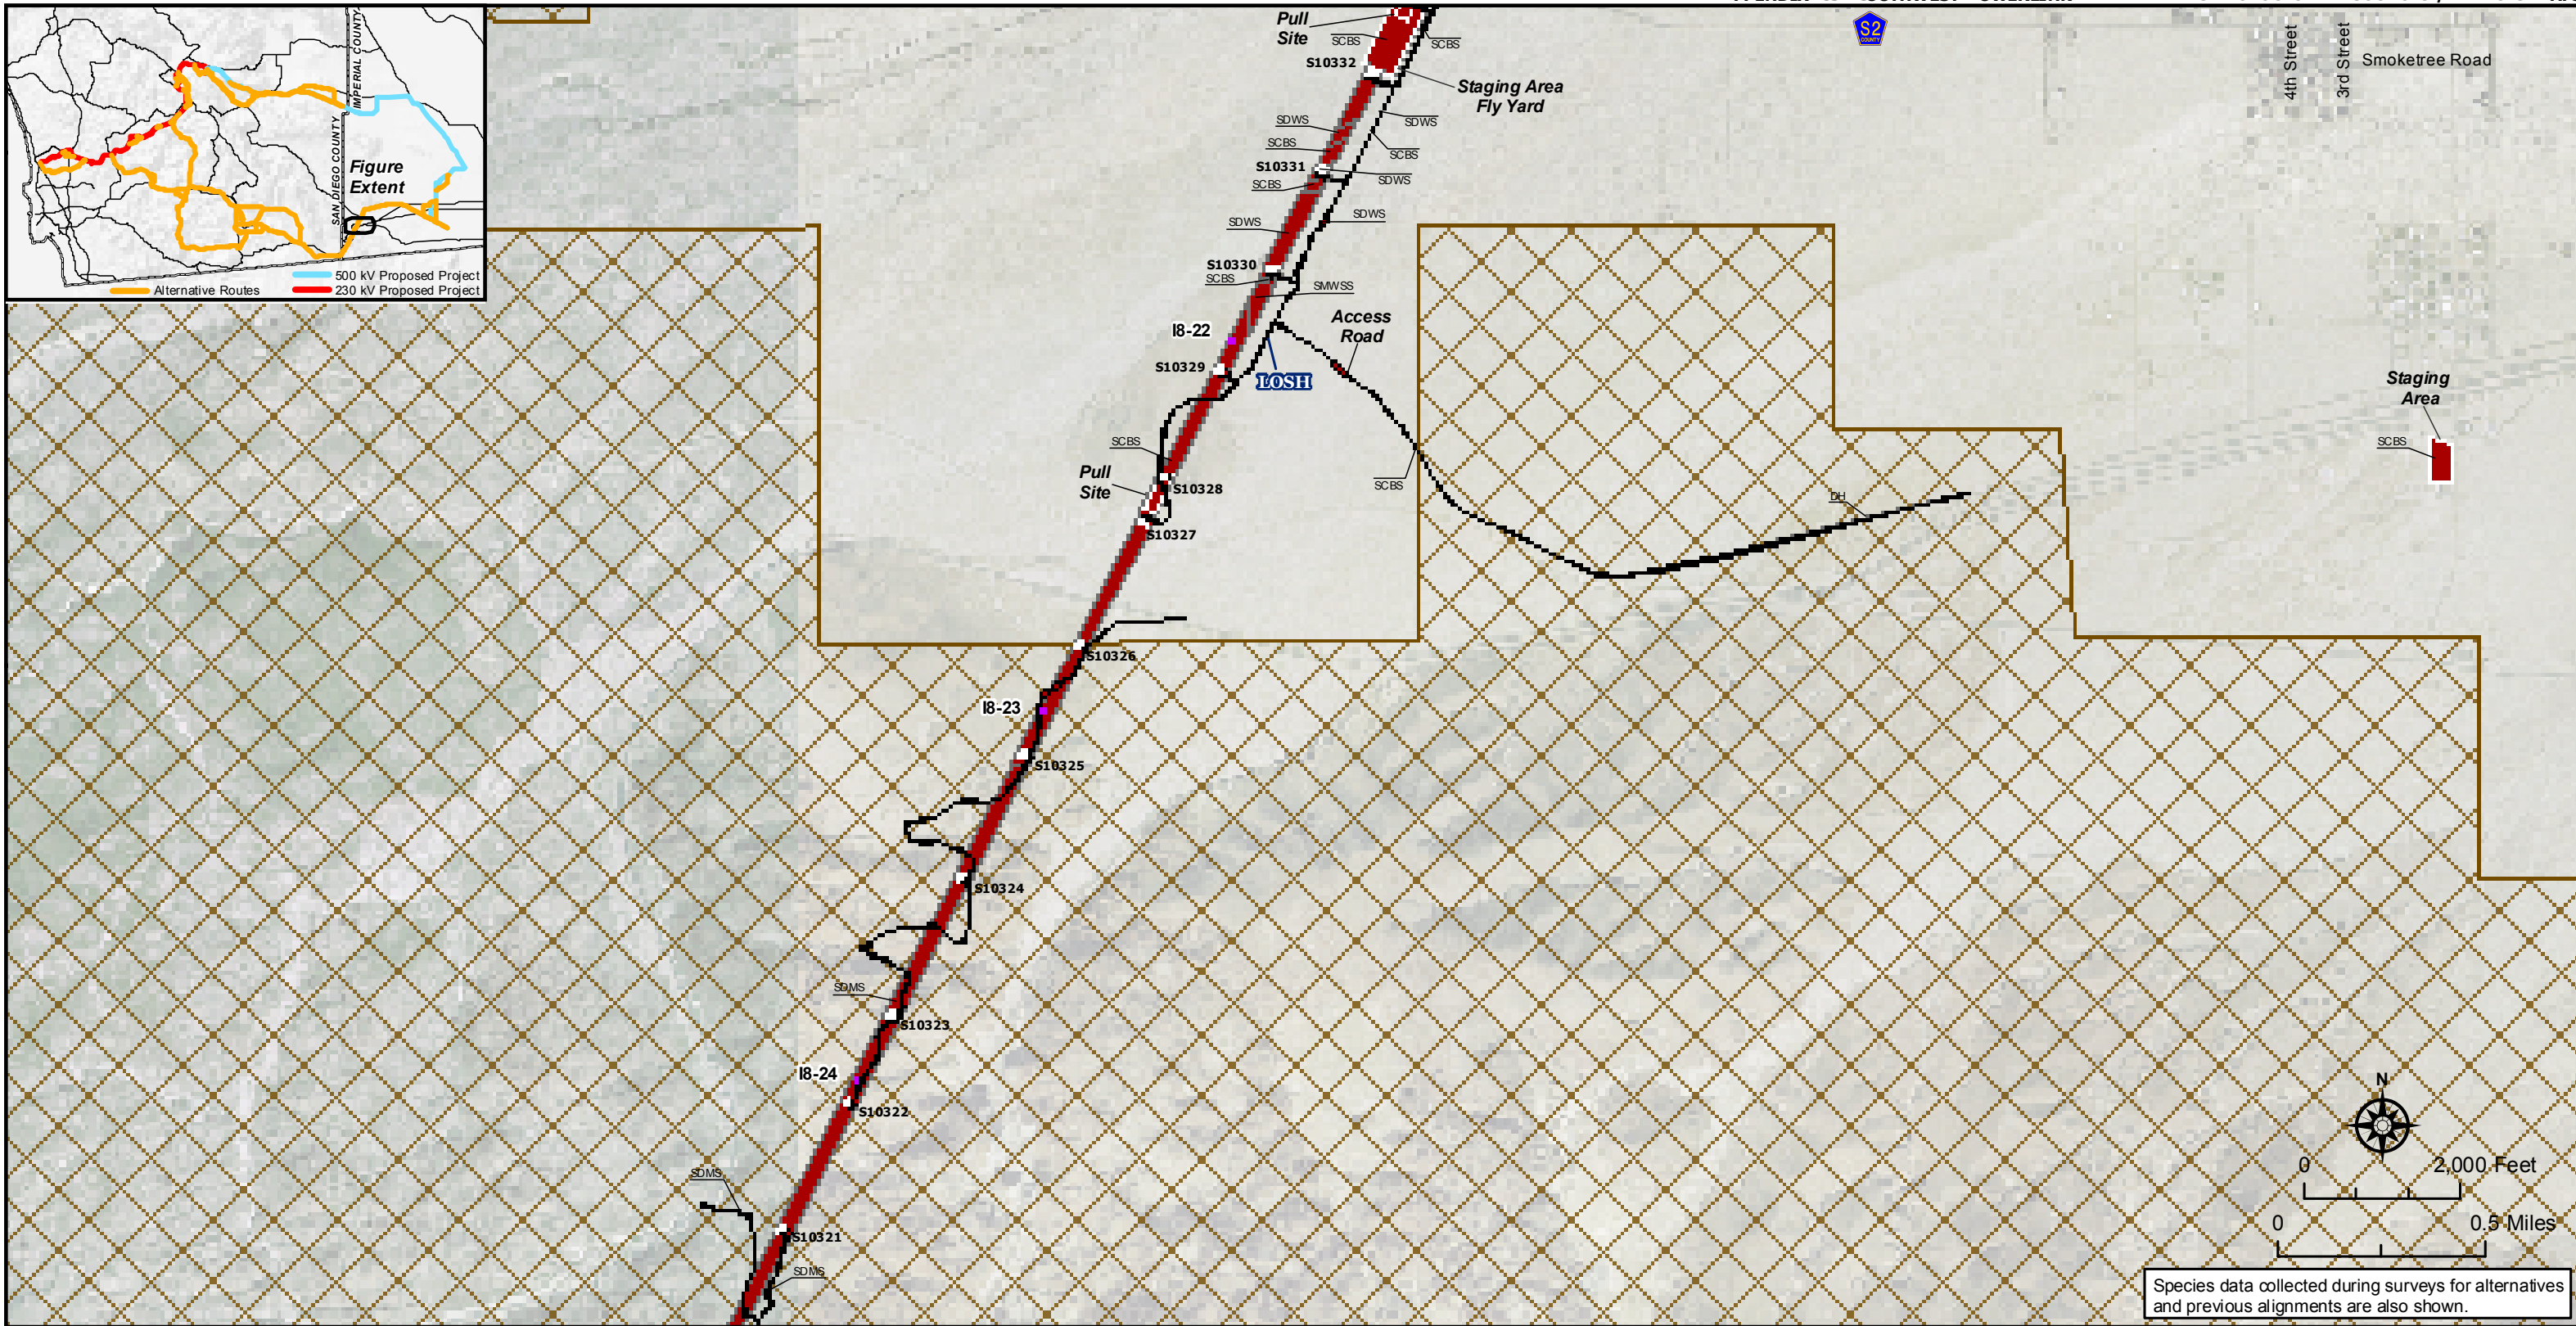 IMPERIAL COUNTY
SAN DIEGO COUNTY
Figure
Extent
500 kV Proposed Project
Alternative Routes
230 kV Proposed Project
Pull
Site
SCBS
SCBS
S10332
Staging Area
Fly Yard
S2
COUNTY
4th Street
3rd Street
Smoketree Road
SDWS
SDWS
SCBS
SCBS
S10331
SDWS
SCBS
SDWS
SDWS
S10330
SCBS
SMWSS
I8-22
Access
Road
S10329
LOSH
Staging
Area
SCBS
SCBS
Pull
Site
S10328
SCBS
DH
S10327
S10326
I8-23
S10325
S10324
SDMS
S10323
I8-24
S10322
SDMS
S10321
SDMS
N
0 2,000 Feet
0 0.5 Miles
Species data collected during surveys for alternatives
and previous alignments are also shown.